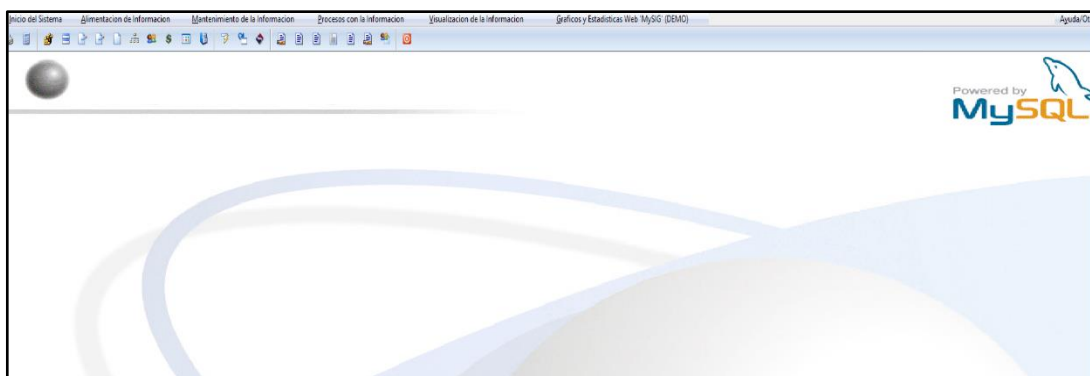 Inicio del Sistema Alimentacion de Informacion Mantenimiento de la Informacion Procesos con la Informacion Visualizacion de la Informacion Graficos y Estadisticas Web 'MySIG' (DEMO) Ayuda/Ot
Powered by
MySQL